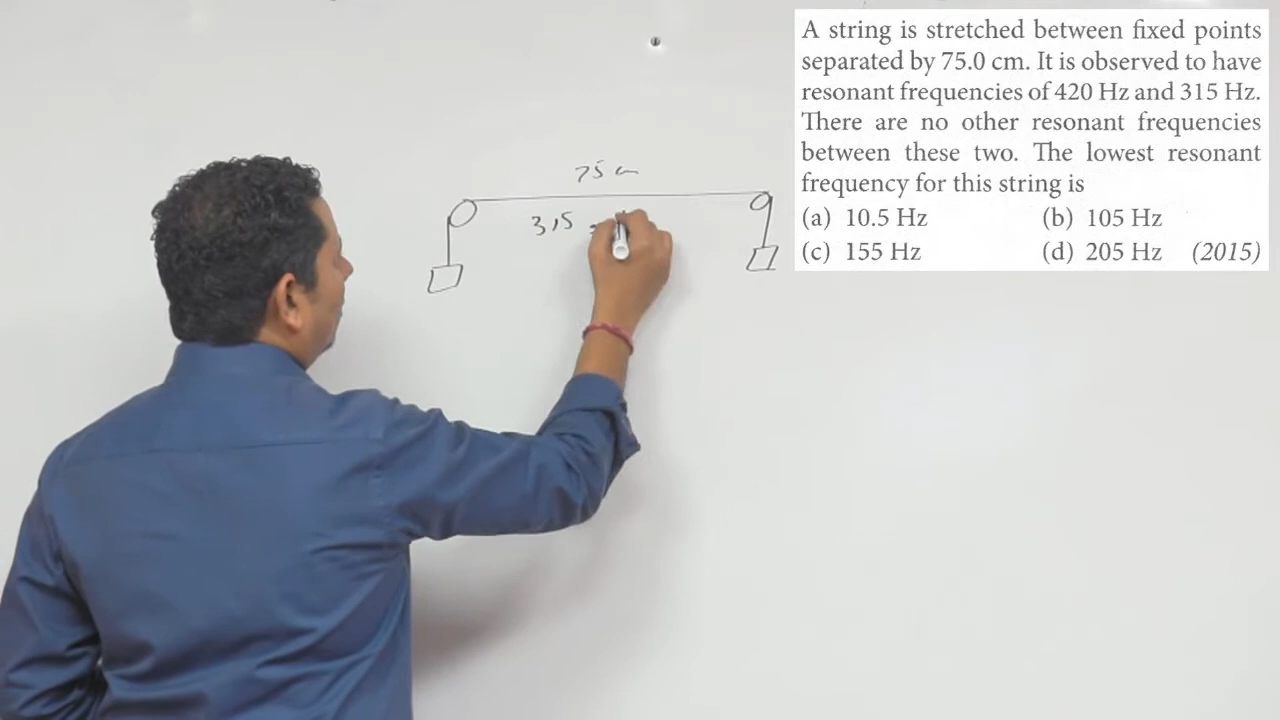 A string is stretched between fixed points
separated by 75.0 cm. It is observed to have
resonant frequencies of 420 Hz and 315 Hz.
There are no other resonant frequencies
between these two. The lowest resonant
frequency for this string is
(a) 10.5 Hz (b) 105 Hz
(c) 155 Hz (d) 205 Hz (2015)
75 cm
315 =